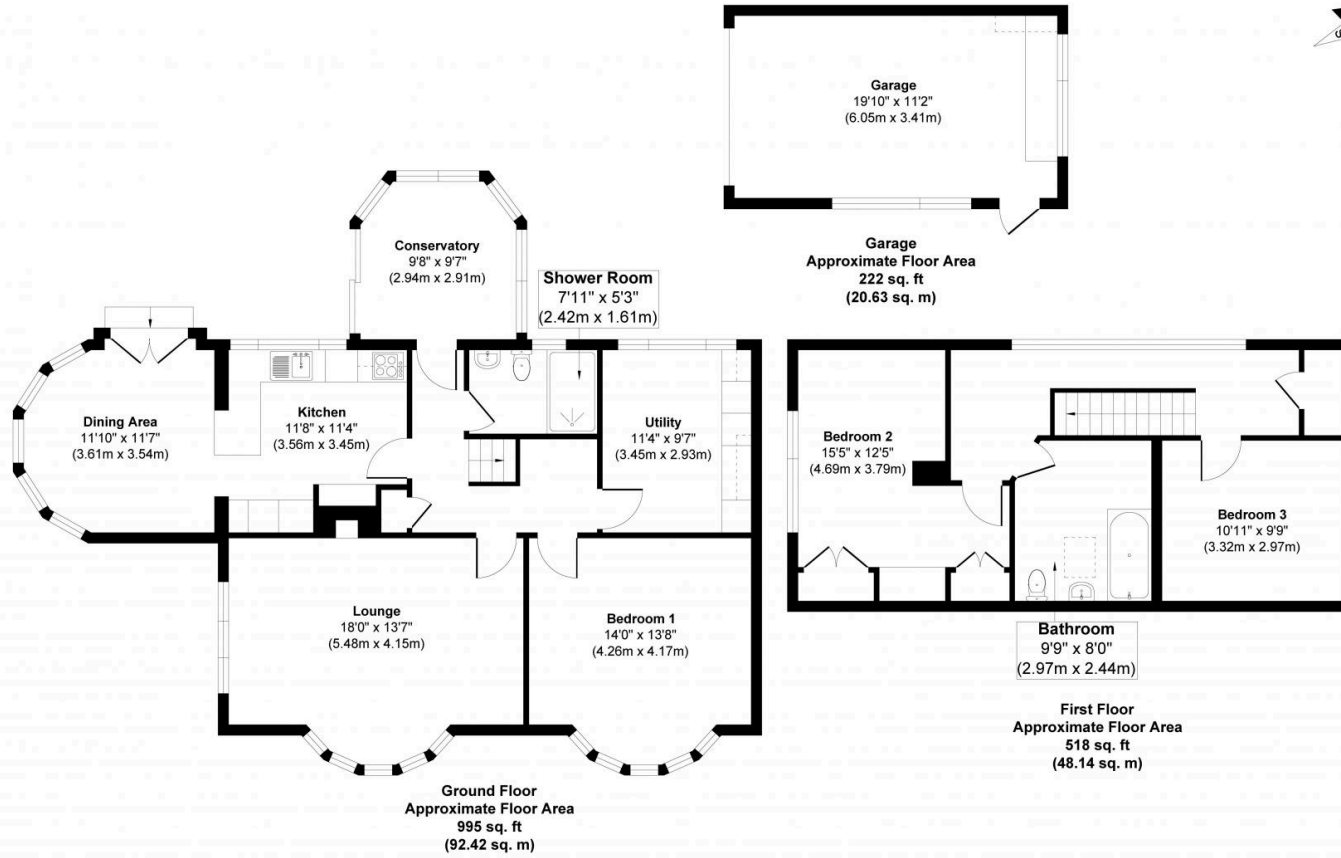 Garage
19'10" x 11'2"
(6.05m x 3.41m)
Garage
Approximate Floor Area
222 sq. ft
(20.63 sq. m)
Conservatory
9'8" x 9'7"
(2.94m x 2.91m)
Shower Room
7'11" x 5'3"
(2.42m x 1.61m)
Dining Area
11'10" x 11'7"
(3.61m x 3.54m)
Kitchen
11'8" x 11'4"
(3.56m x 3.45m)
Utility
11'4" x 9'7"
(3.45m x 2.93m)
Lounge
18'0" x 13'7"
(5.48m x 4.15m)
Bedroom 1
14'0" x 13'8"
(4.26m x 4.17m)
Ground Floor
Approximate Floor Area
995 sq. ft
(92.42 sq. m)
Bedroom 2
15'5" x 12'5"
(4.69m x 3.79m)
Bedroom 3
10'11" x 9'9"
(3.32m x 2.97m)
Bathroom
9'9" x 8'0"
(2.97m x 2.44m)
First Floor
Approximate Floor Area
518 sq. ft
(48.14 sq. m)